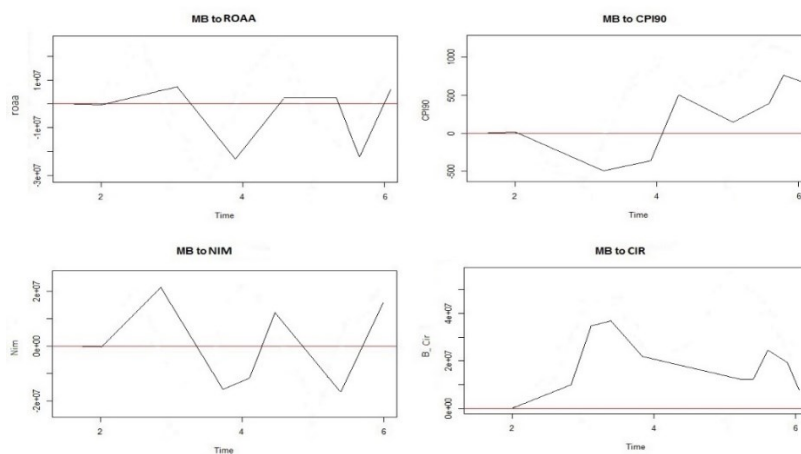 MB to ROAA
roaa
1e+07
-1e+07
-3e+07
2
4
6
Time
MB to CPI90
CPI90
1000
500
0
-500
2
4
6
Time
MB to NIM
Nim
2e+07
0e+00
-2e+07
2
4
6
Time
MB to CIR
B_ Cir
4e+07
2e+07
0e+00
2
4
6
Time